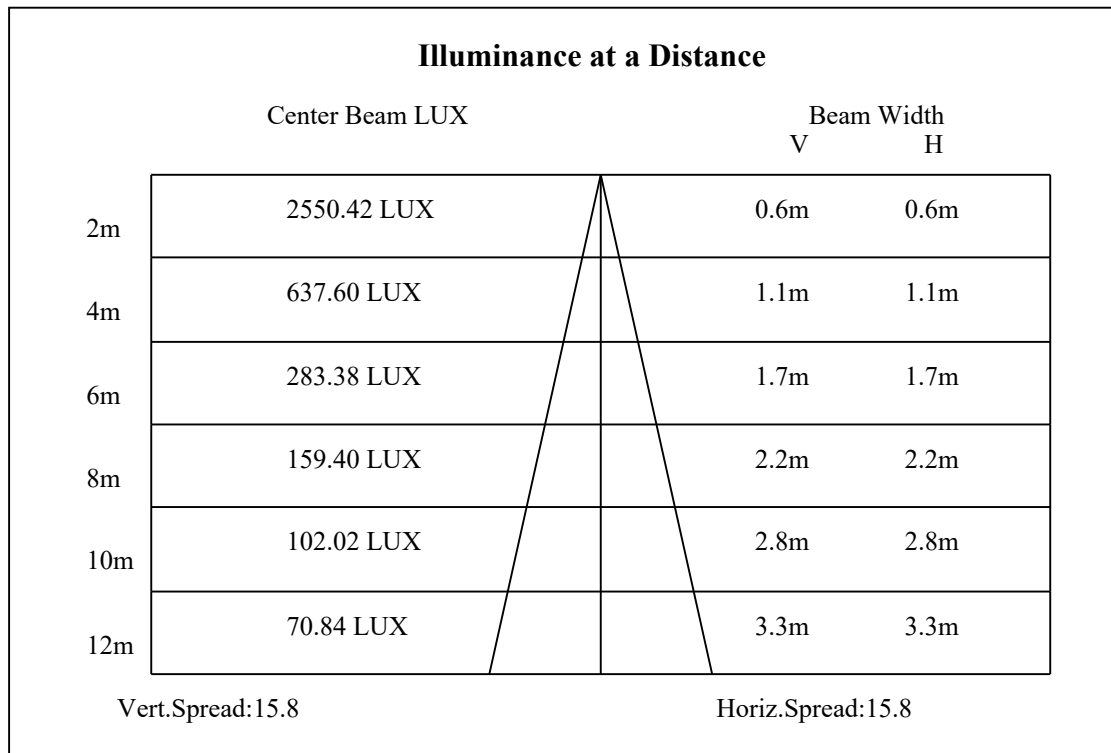 Illuminance at a Distance
Center Beam LUX Beam Width
V H
2550.42 LUX 0.6m 0.6m
2m
637.60 LUX 1.1m 1.1m
4m
283.38 LUX 1.7m 1.7m
6m
159.40 LUX 2.2m 2.2m
8m
102.02 LUX 2.8m 2.8m
10m
70.84 LUX 3.3m 3.3m
12m
Vert.Spread:15.8 Horiz.Spread:15.8